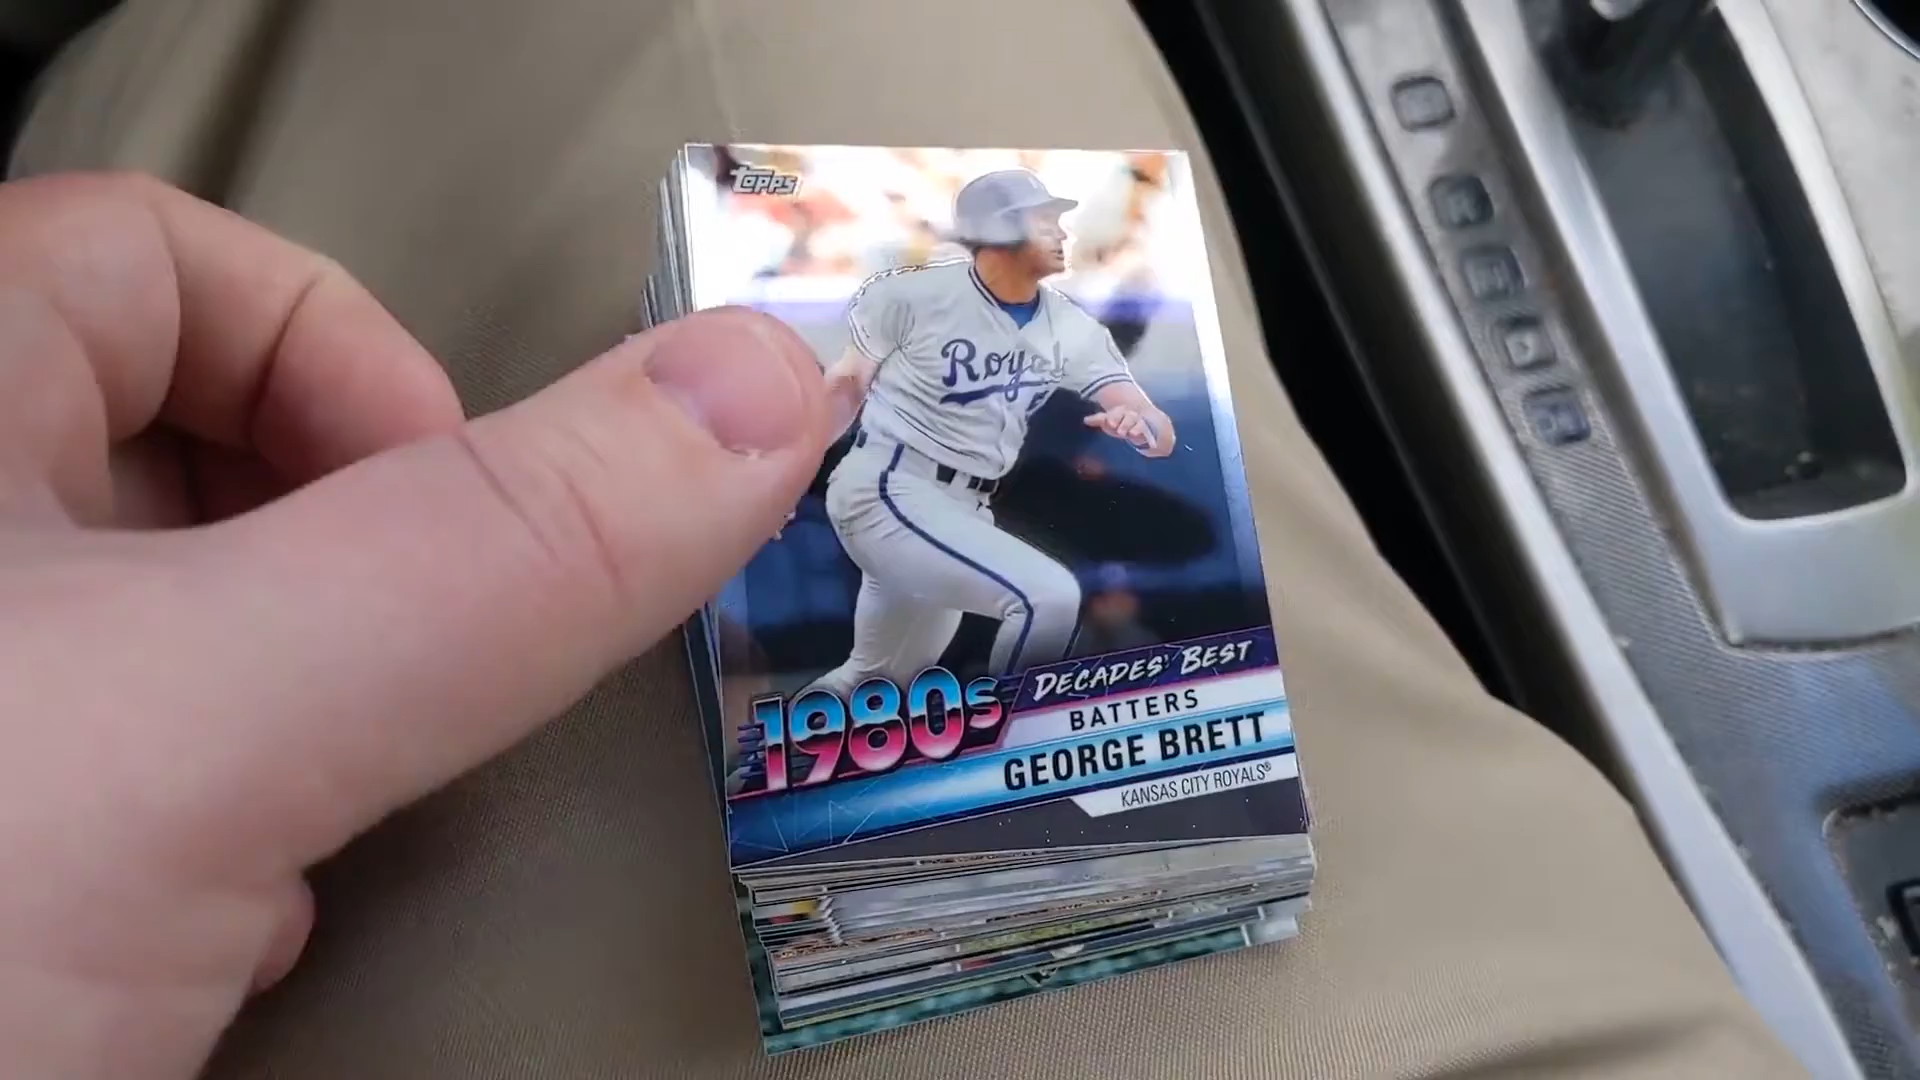 topps
Royals
1980s
DECADES' BEST
BATTERS
GEORGE BRETT
KANSAS CITY ROYALS®